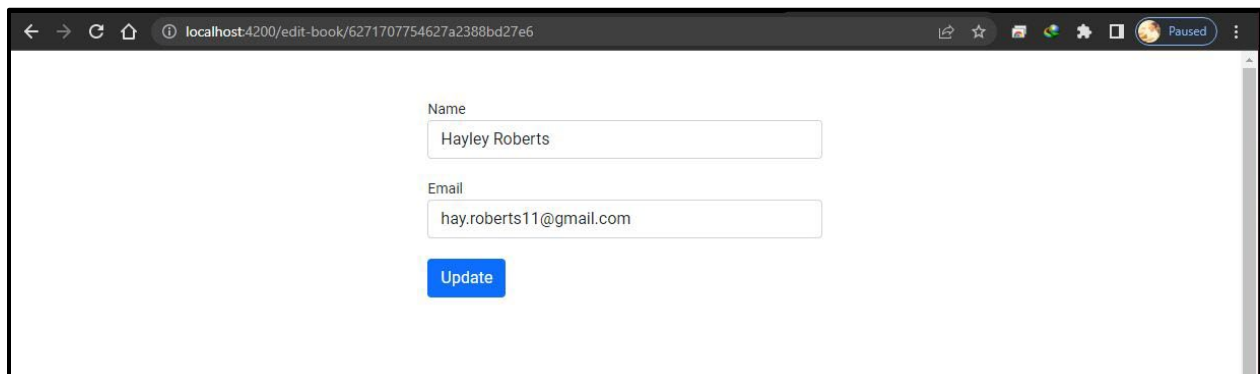 localhost:4200/edit-book/6271707754627a2388bd27e6
Paused
Name
Hayley Roberts
Email
hay.roberts11@gmail.com
Update